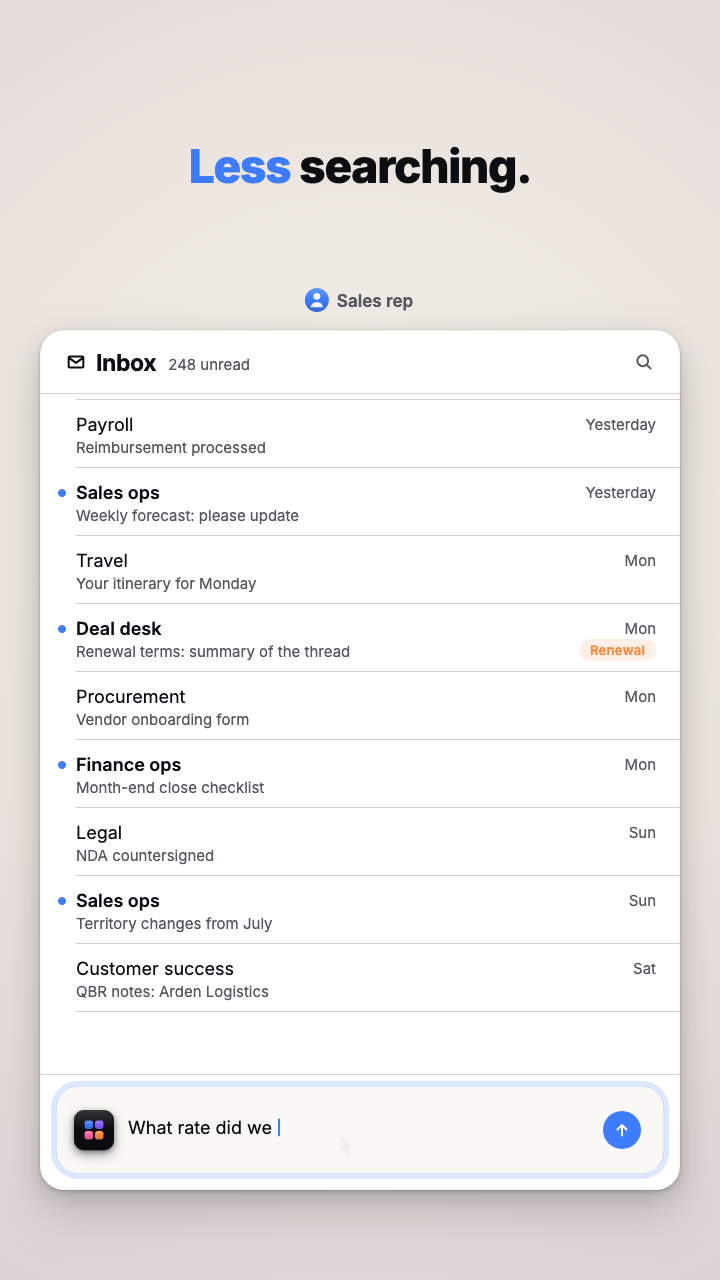 Less searching.
Sales rep
Inbox 248 unread
Payroll Yesterday
Reimbursement processed
Sales ops Yesterday
Weekly forecast: please update
Travel Mon
Your itinerary for Monday
Deal desk Mon
Renewal terms: summary of the thread Renewal
Procurement Mon
Vendor onboarding form
Finance ops Mon
Month-end close checklist
Legal Sun
NDA countersigned
Sales ops Sun
Territory changes from July
Customer success Sat
QBR notes: Arden Logistics
What rate did we